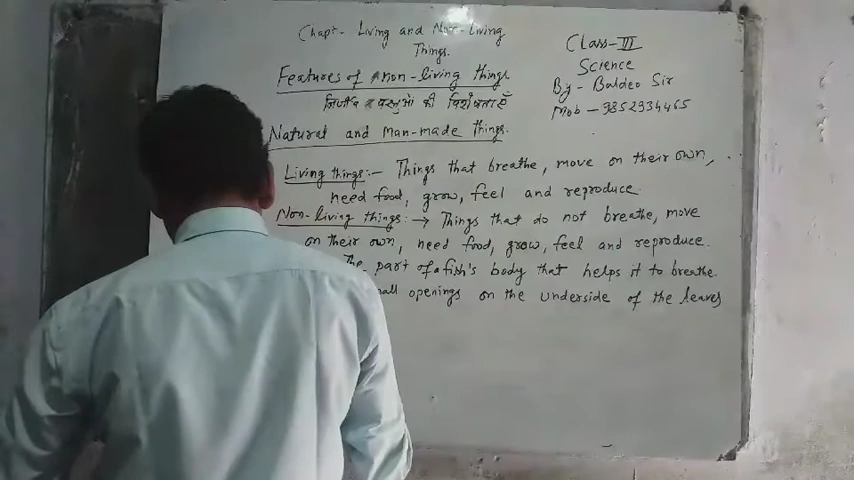 Chapt- Living and Non-Living
Things.
Class-III
Science
By- Baldeo Sir
Mob-9852934465
Features of non-living things
निर्जीव वस्तुओं की विशेषताएँ
Natural and man-made things.
Living things:- Things that breathe, move on their own,
need food, grow, feel and reproduce
Non-living things:→ Things that do not breathe, move
on their own, need food, grow, feel and reproduce.
The part of a fish's body that helps it to breathe.
openings on the underside of the leaves